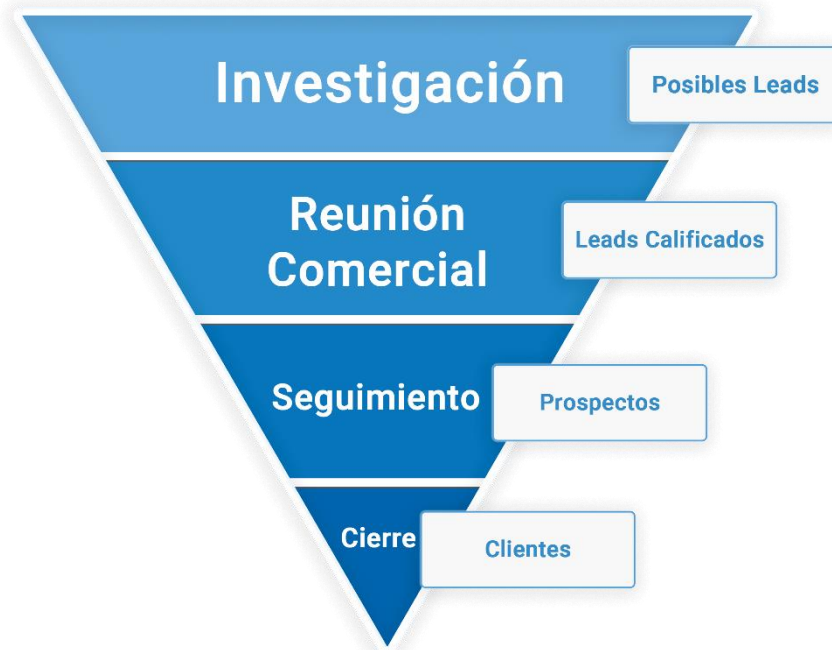 Investigación
Posibles Leads
Reunión
Comercial
Leads Calificados
Seguimiento
Prospectos
Cierre
Clientes